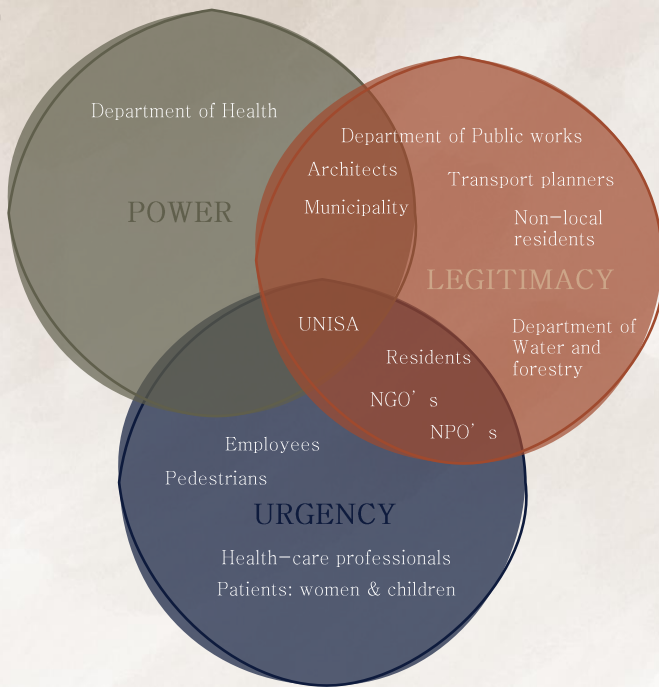 Department of Health
Department of Public works
Architects
Transport planners
POWER
Municipality
Non-local
residents
LEGITIMACY
UNISA
Department of
Water and
forestry
Residents
NGO’s
NPO’s
Employees
Pedestrians
URGENCY
Health-care professionals
Patients: women & children